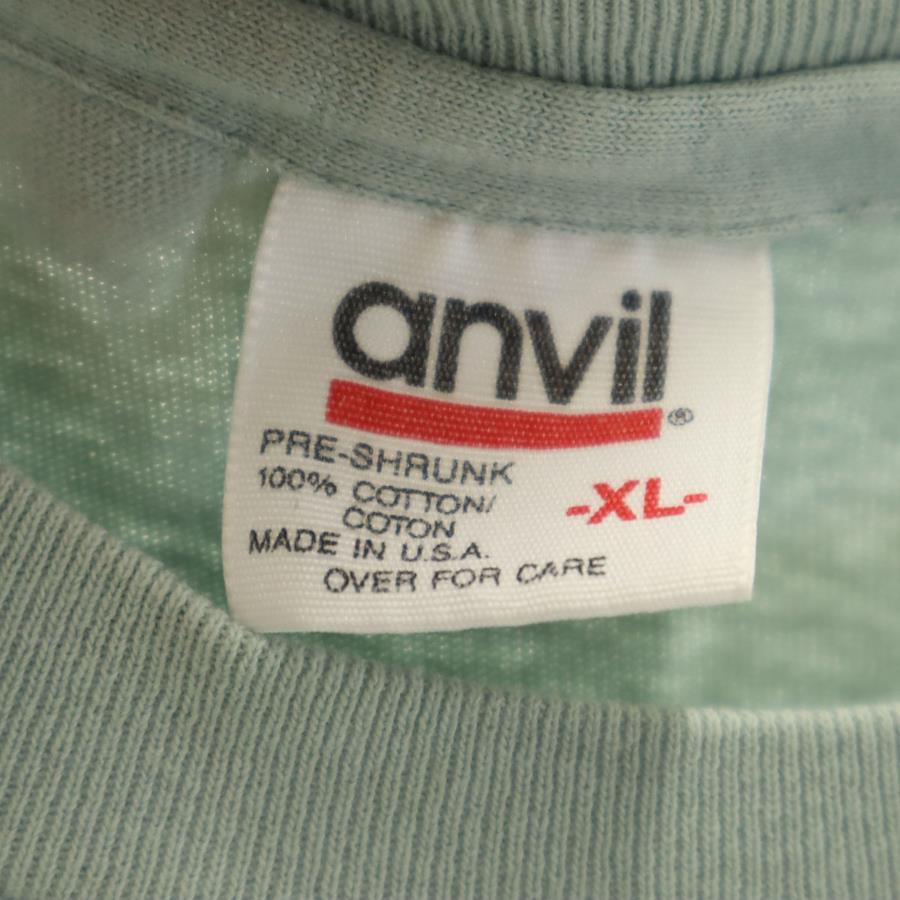 anvil®
PRE-SHRUNK
100% COTTON/
COTON
-XL-
MADE IN U.S.A.
OVER FOR CARE